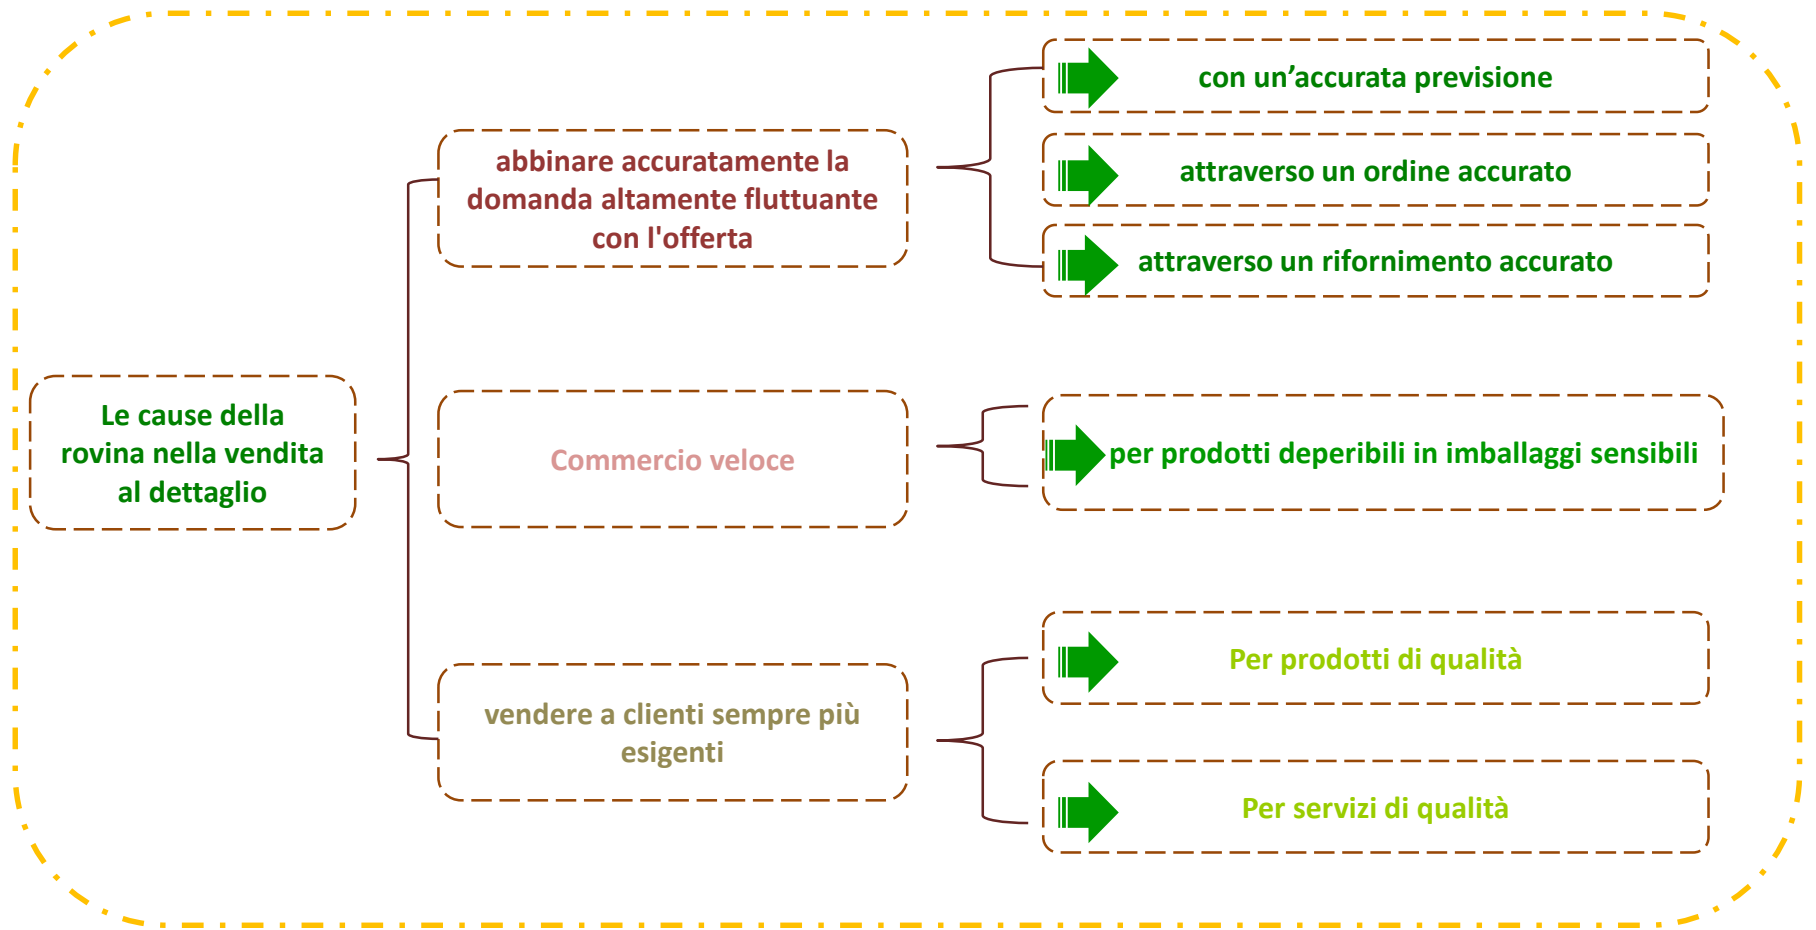 Le cause della
rovina nella vendita
al dettaglio
abbinare accuratamente la
domanda altamente fluttuante
con l'offerta
con un’accurata previsione
attraverso un ordine accurato
attraverso un rifornimento accurato
Commercio veloce
per prodotti deperibili in imballaggi sensibili
vendere a clienti sempre più
esigenti
Per prodotti di qualità
Per servizi di qualità